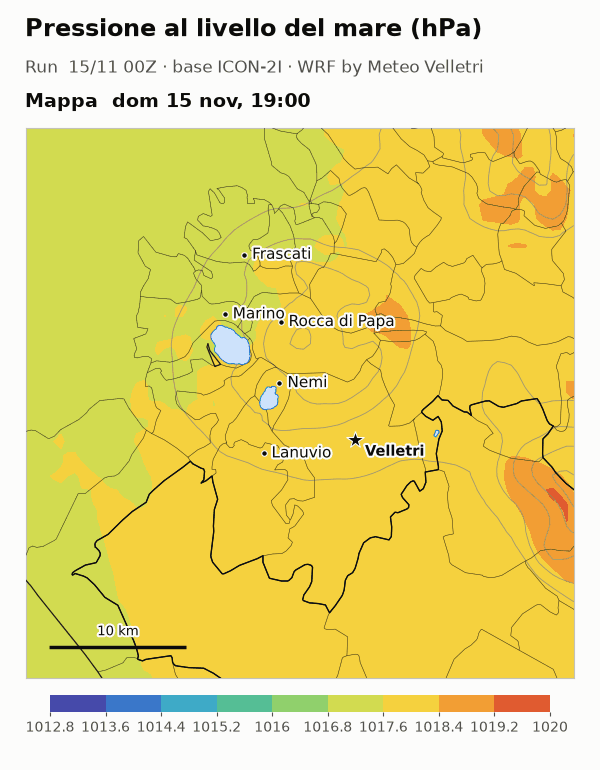 Pressione al livello del mare (hPa)
Run  15/11 00Z · base ICON-2I · WRF by Meteo Velletri
Mappa  dom 15 nov, 19:00
Frascati
Marino
Rocca di Papa
Nemi
Velletri
Lanuvio
10 km
1012.8 1013.6 1014.4 1015.2 1016 1016.8 1017.6 1018.4 1019.2 1020